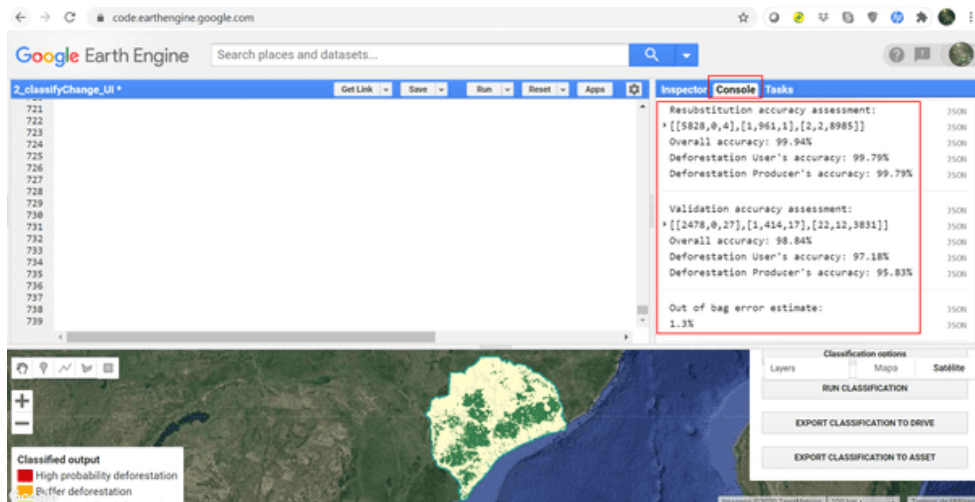 code.earthengine.google.com
Google Earth Engine
Search places and datasets...
2_classifyChange_UI *
Get Link
Save
Run
Reset
Apps
Inspector
Console
Tasks
721
722
723
724
725
726
727
728
729
730
731
732
733
734
735
736
737
738
739
Resubstitution accuracy assessment:
JSON
[[5828,0,4],[1,961,1],[2,2,8985]]
JSON
Overall accuracy: 99.94%
JSON
Deforestation User's accuracy: 99.79%
JSON
Deforestation Producer's accuracy: 99.79%
JSON
Validation accuracy assessment:
JSON
[[2478,0,27],[1,414,17],[22,12,3831]]
JSON
Overall accuracy: 98.84%
JSON
Deforestation User's accuracy: 97.18%
JSON
Deforestation Producer's accuracy: 95.83%
JSON
Out of bag error estimate:
JSON
1.3%
JSON
Classification options
Layers
Mapa
Satélite
RUN CLASSIFICATION
EXPORT CLASSIFICATION TO DRIVE
EXPORT CLASSIFICATION TO ASSET
Classified output
High probability deforestation
Buffer deforestation